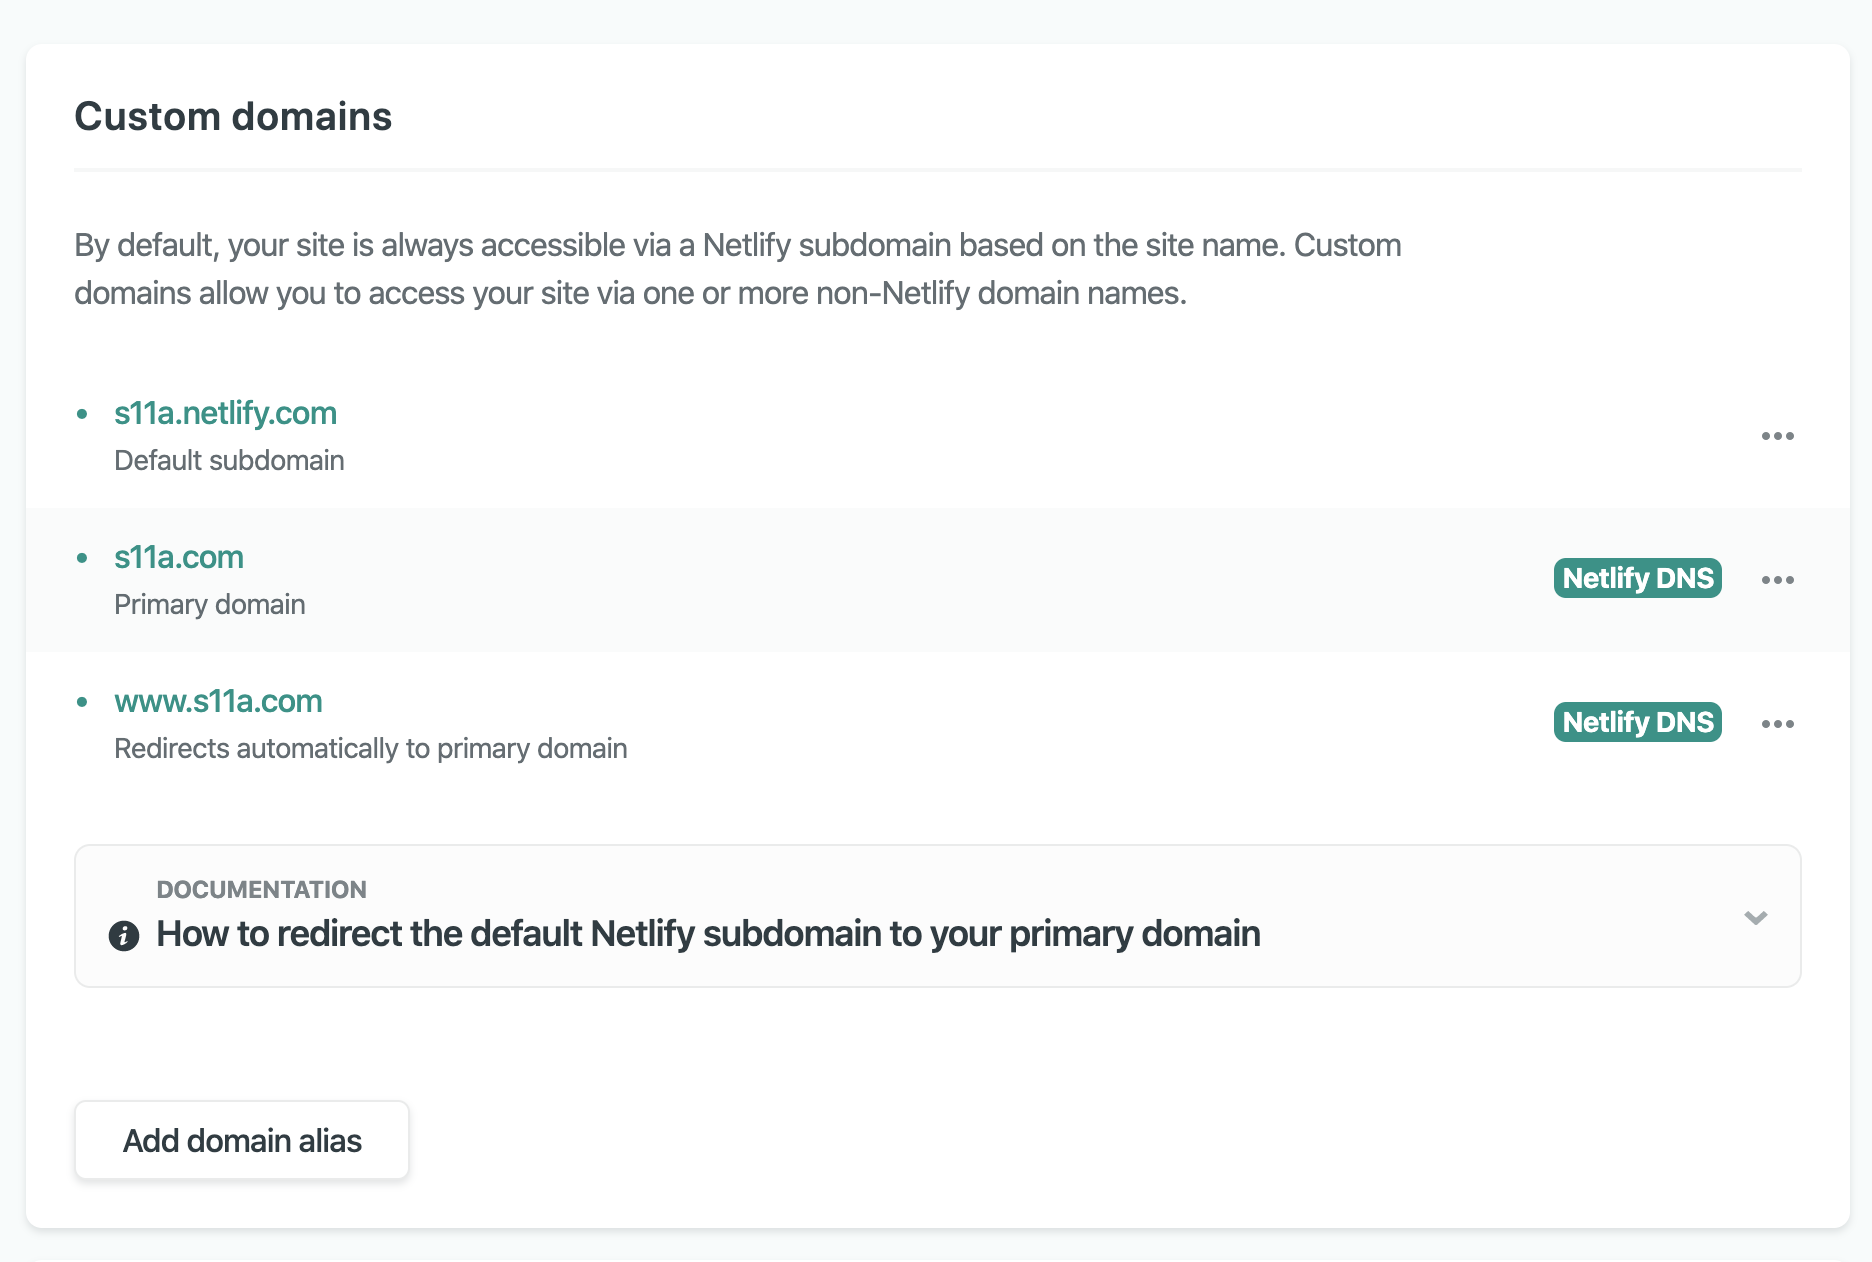 Custom domains
By default, your site is always accessible via a Netlify subdomain based on the site name. Custom
domains allow you to access your site via one or more non-Netlify domain names.
s11a.netlify.com
Default subdomain
s11a.com
Primary domain
Netlify DNS
www.s11a.com
Redirects automatically to primary domain
Netlify DNS
DOCUMENTATION
How to redirect the default Netlify subdomain to your primary domain
Add domain alias